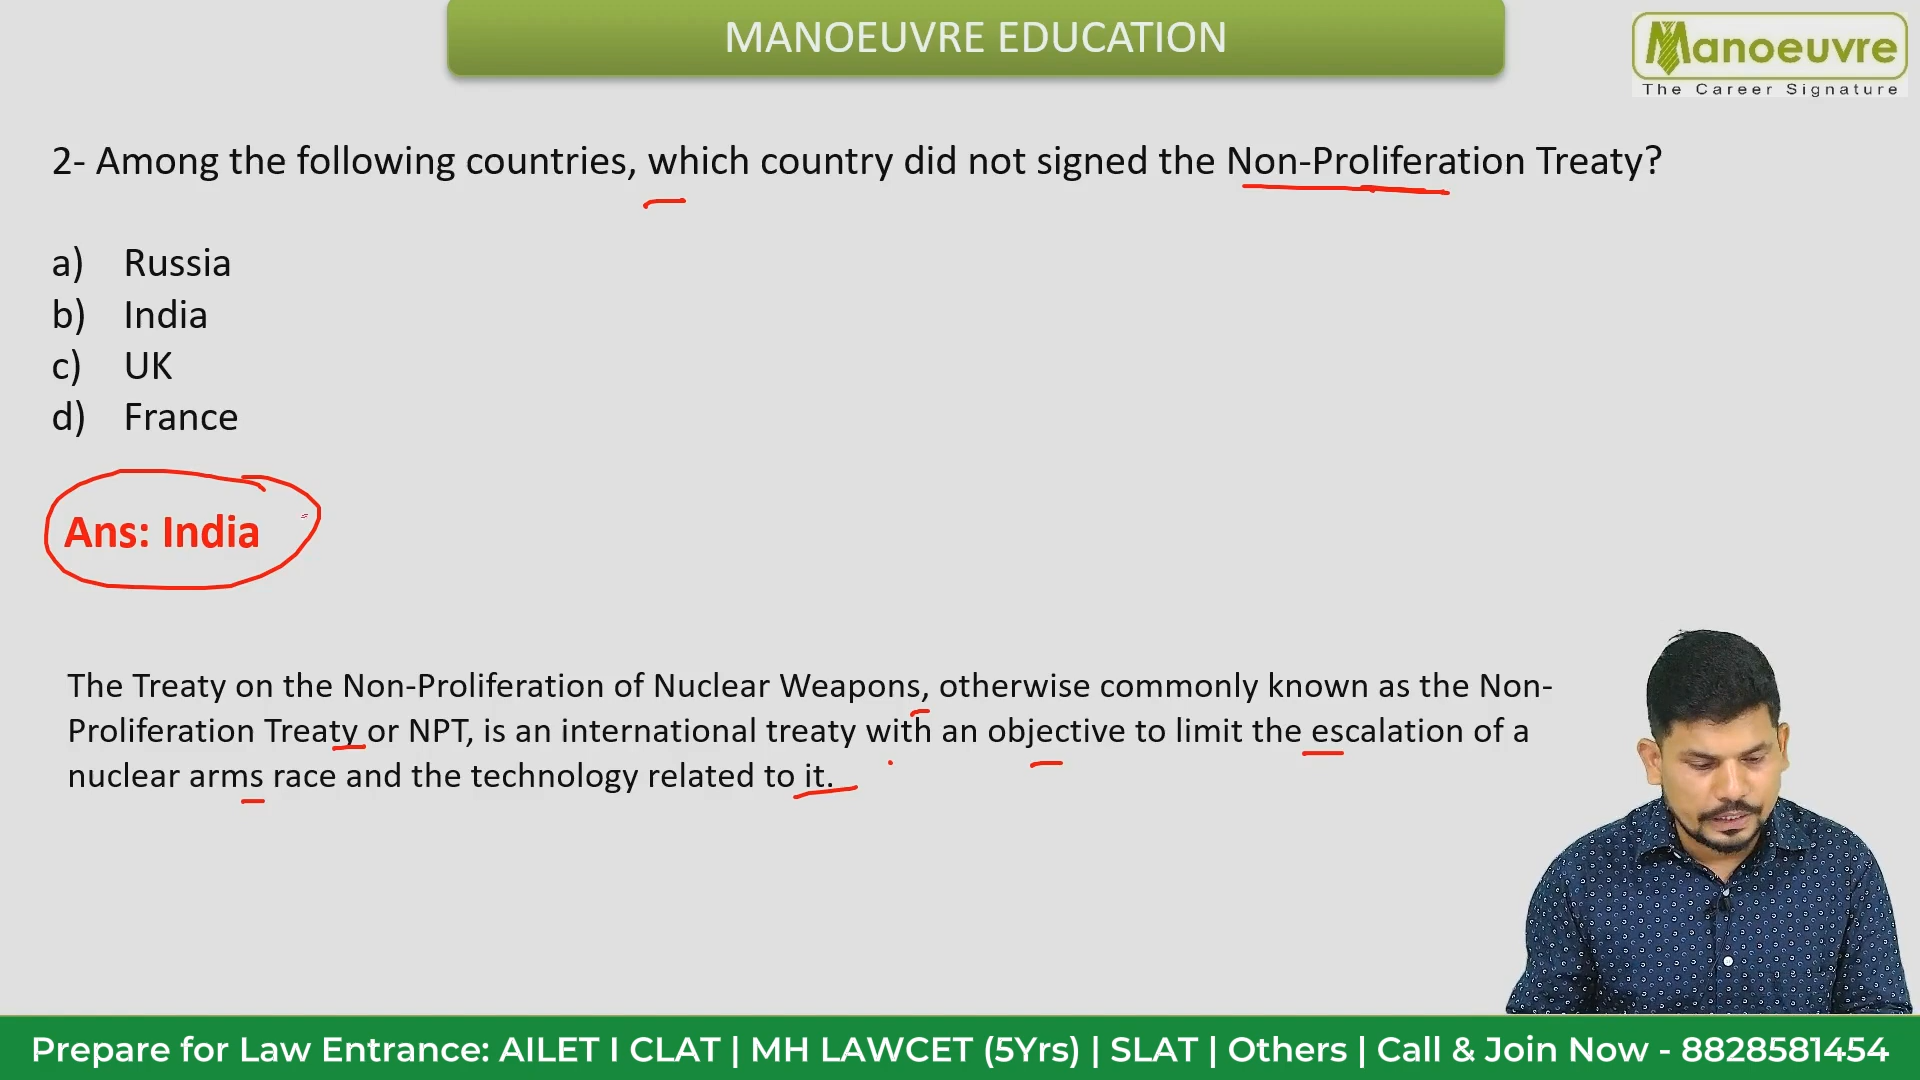 MANOEUVRE EDUCATION
Manoeuvre
The Career Signature
2- Among the following countries, which country did not signed the Non-Proliferation Treaty?
a) Russia
b) India
c) UK
d) France
Ans: India
The Treaty on the Non-Proliferation of Nuclear Weapons, otherwise commonly known as the Non-
Proliferation Treaty or NPT, is an international treaty with an objective to limit the escalation of a
nuclear arms race and the technology related to it.
Prepare for Law Entrance: AILET I CLAT | MH LAWCET (5Yrs) | SLAT | Others | Call & Join Now - 8828581454